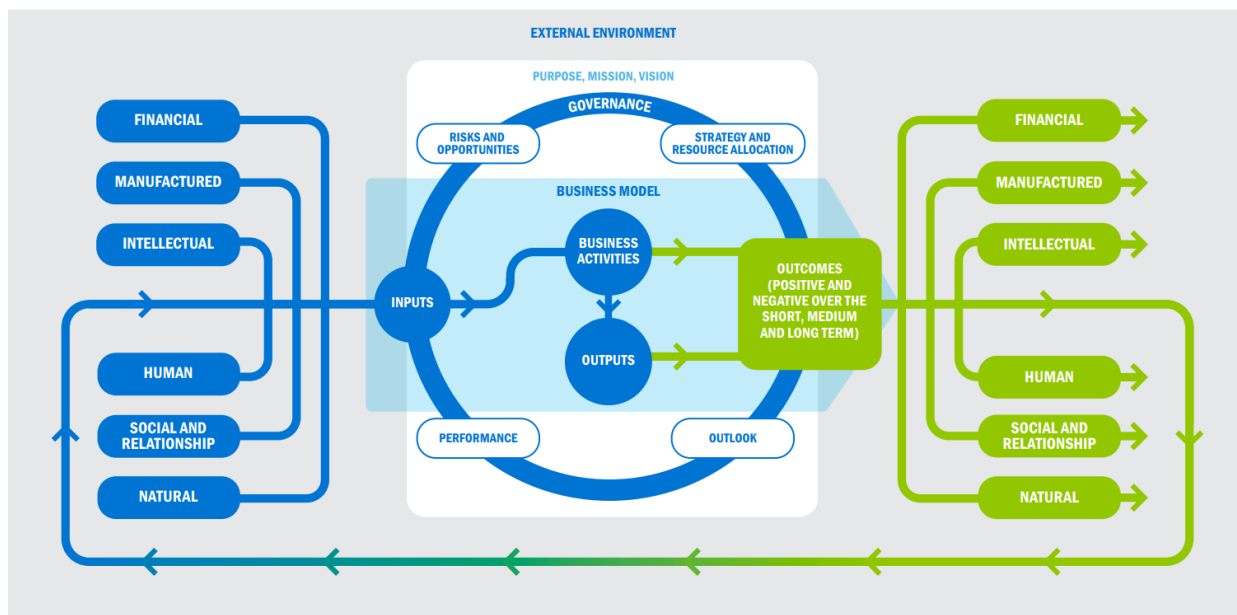 EXTERNAL ENVIRONMENT
PURPOSE, MISSION, VISION
GOVERNANCE
RISKS AND
OPPORTUNITIES
STRATEGY AND
RESOURCE ALLOCATION
FINANCIAL
MANUFACTURED
INTELLECTUAL
HUMAN
SOCIAL AND
RELATIONSHIP
NATURAL
BUSINESS MODEL
INPUTS
BUSINESS
ACTIVITIES
OUTPUTS
OUTCOMES
(POSITIVE AND
NEGATIVE OVER THE
SHORT, MEDIUM
AND LONG TERM)
PERFORMANCE
OUTLOOK
FINANCIAL
MANUFACTURED
INTELLECTUAL
HUMAN
SOCIAL AND
RELATIONSHIP
NATURAL